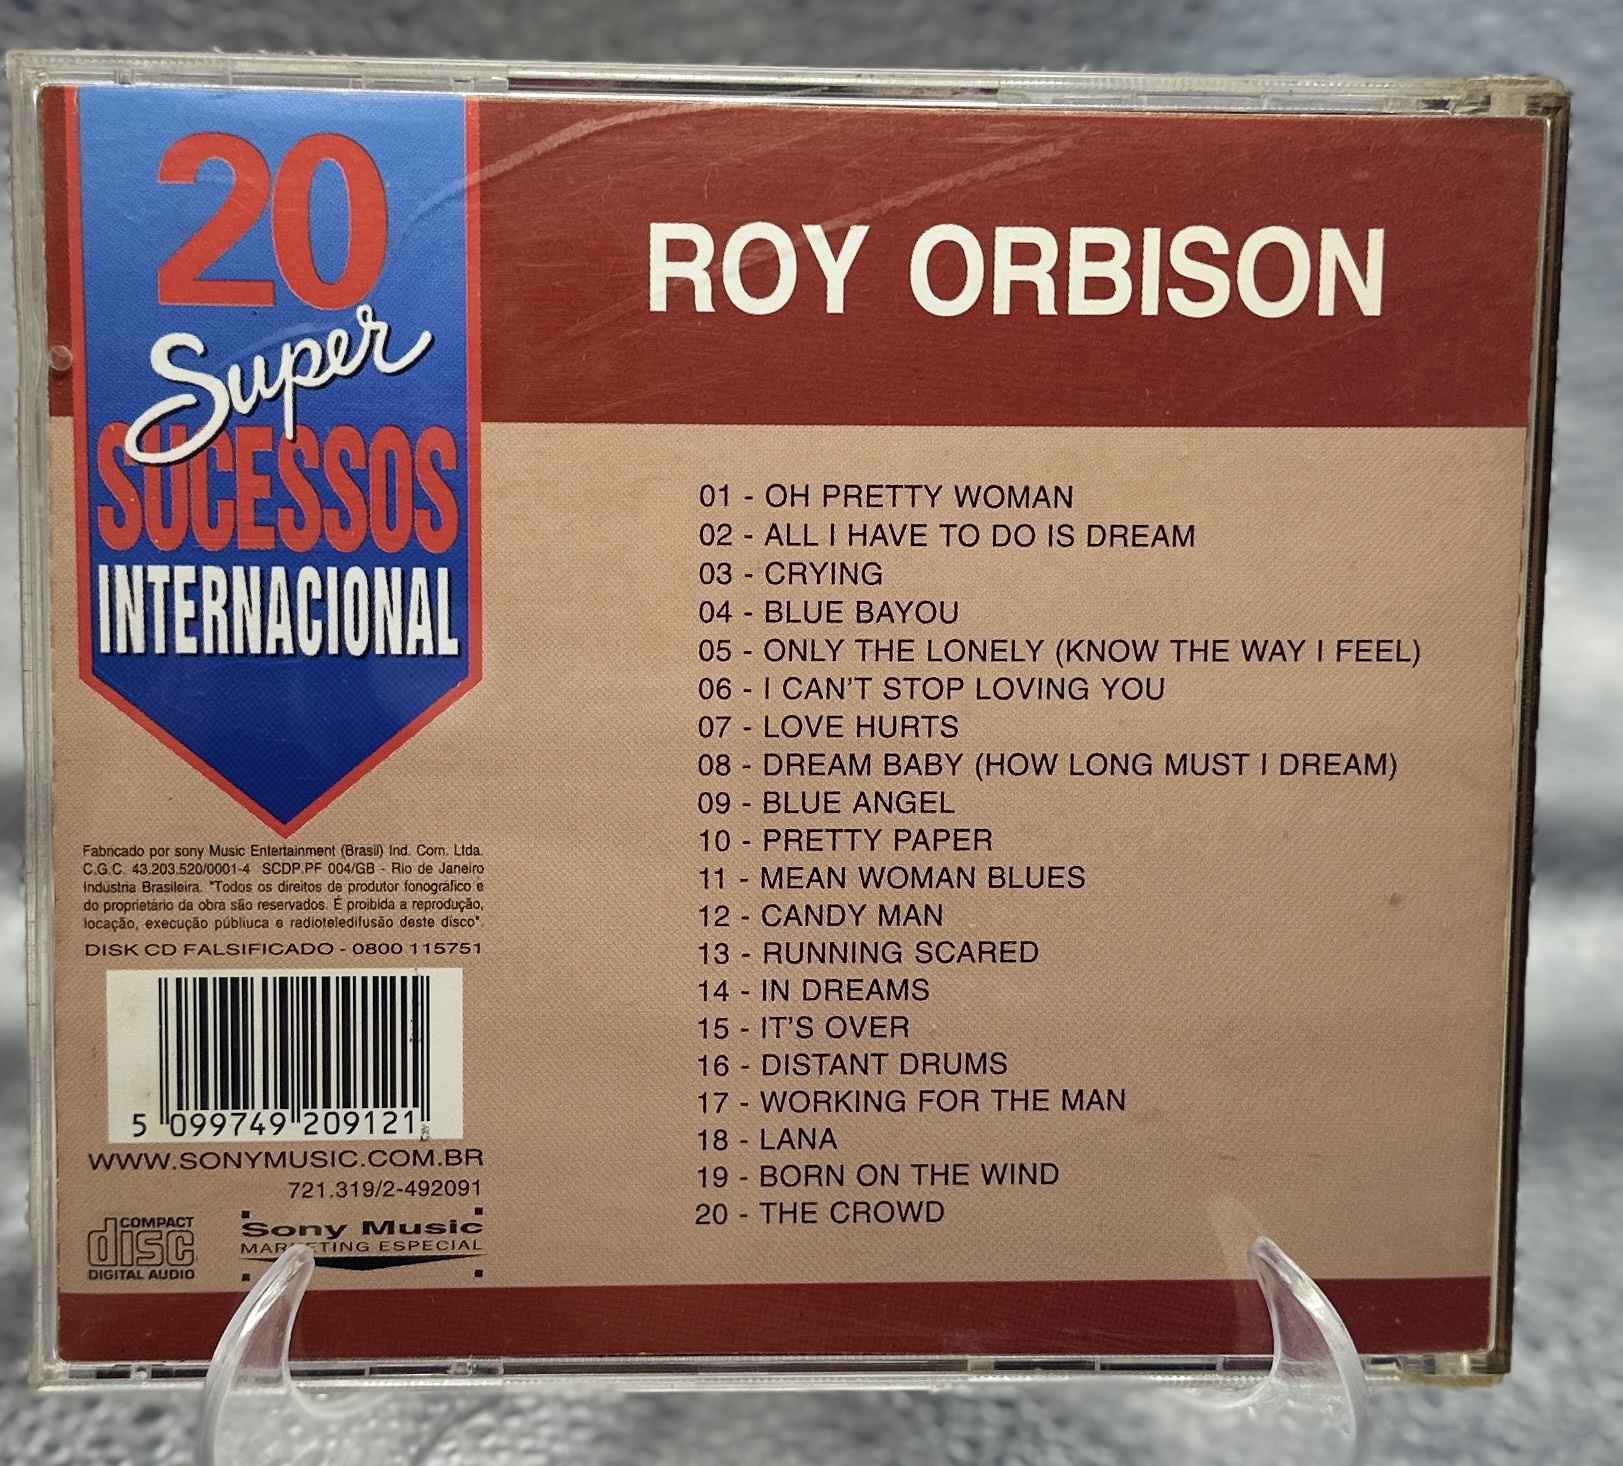 20
Super
SUCESSOS
INTERNACIONAL
ROY ORBISON
01 - OH PRETTY WOMAN
02 - ALL I HAVE TO DO IS DREAM
03 - CRYING
04 - BLUE BAYOU
05 - ONLY THE LONELY (KNOW THE WAY I FEEL)
06 - I CAN'T STOP LOVING YOU
07 - LOVE HURTS
08 - DREAM BABY (HOW LONG MUST I DREAM)
09 - BLUE ANGEL
10 - PRETTY PAPER
11 - MEAN WOMAN BLUES
12 - CANDY MAN
13 - RUNNING SCARED
14 - IN DREAMS
15 - IT'S OVER
16 - DISTANT DRUMS
17 - WORKING FOR THE MAN
18 - LANA
19 - BORN ON THE WIND
20 - THE CROWD
Fabricado por sony Music Entertainment (Brasil) Ind. Com. Ltda.
C.G.C. 43.203.520/0001-4 SCDP.PF 004/GB - Rio de Janeiro
Indústria Brasileira. "Todos os direitos de produtor fonográfico e
do proprietário da obra são reservados. É proibida a reprodução,
locação, execução públiuca e radioteledifusão deste disco".
DISK CD FALSIFICADO - 0800 115751
5 099749 209121
WWW.SONYMUSIC.COM.BR
721.319/2-492091
COMPACT
disc
DIGITAL AUDIO
Sony Music
MARKETING ESPECIAL